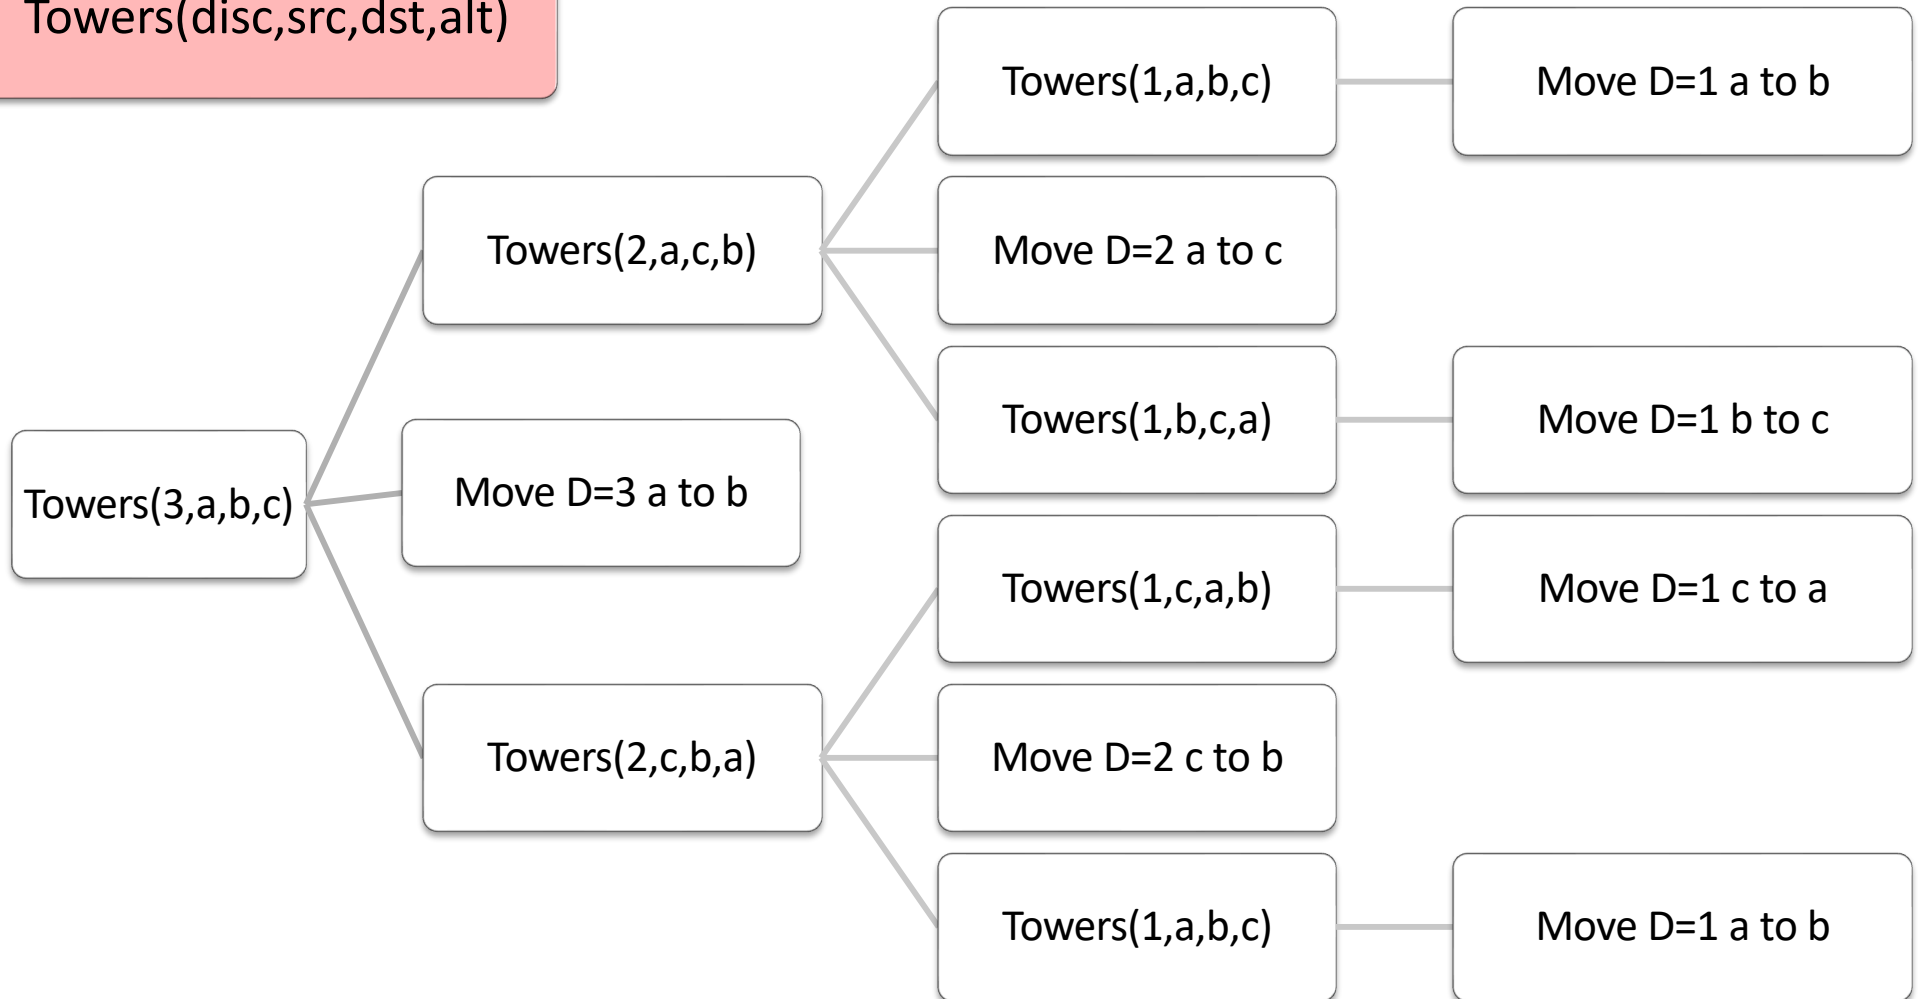 Towers(disc,src,dst,alt)
Towers(3,a,b,c)
Towers(2,a,c,b)
Towers(1,a,b,c)
Move D=1 a to b
Move D=2 a to c
Towers(1,b,c,a)
Move D=1 b to c
Move D=3 a to b
Towers(2,c,b,a)
Towers(1,c,a,b)
Move D=1 c to a
Move D=2 c to b
Towers(1,a,b,c)
Move D=1 a to b